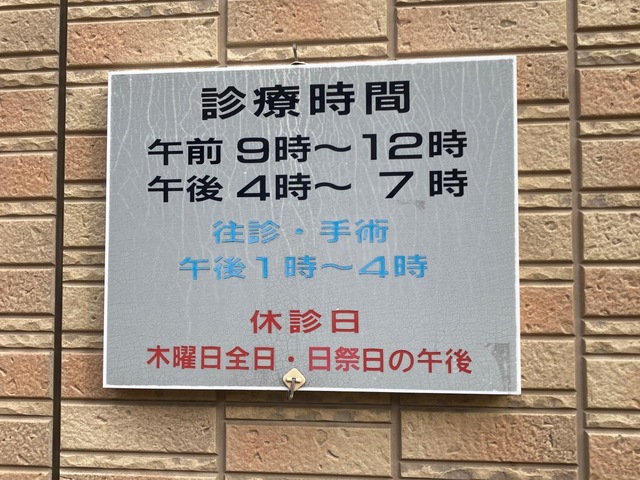 診療時間
午前 9時〜12時
午後 4時〜 7時
往診・手術
午後1時〜4時
休診日
木曜日全日・日祭日の午後